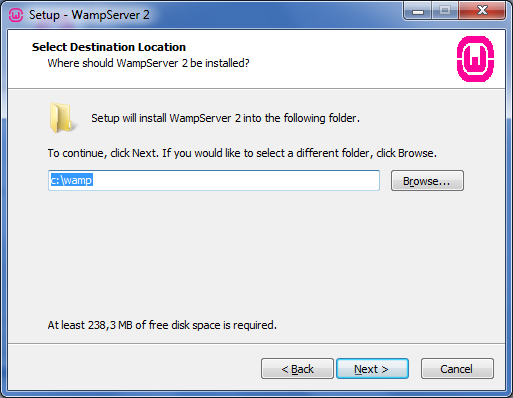 Setup - WampServer 2
Select Destination Location
Where should WampServer 2 be installed?
Setup will install WampServer 2 into the following folder.
To continue, click Next. If you would like to select a different folder, click Browse.
c:\wamp
Browse...
At least 238,3 MB of free disk space is required.
< Back
Next >
Cancel